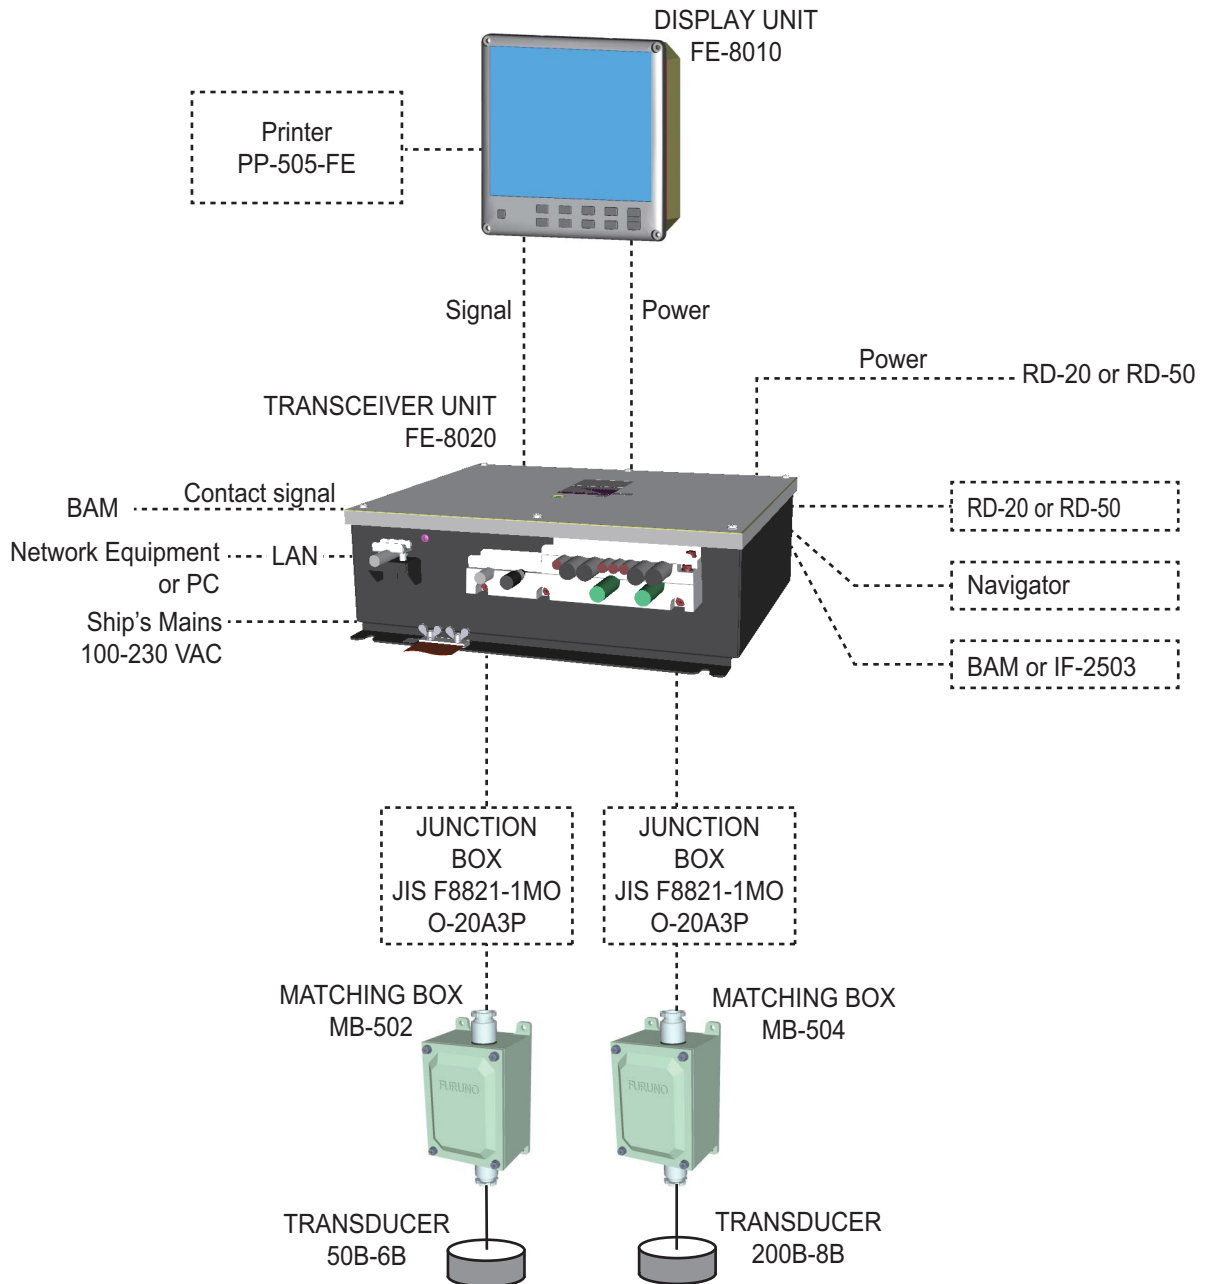 DISPLAY UNIT
FE-8010
Printer
PP-505-FE
Signal
Power
Power
RD-20 or RD-50
TRANSCEIVER UNIT
FE-8020
BAM
Contact signal
RD-20 or RD-50
Network Equipment
or PC
LAN
Navigator
Ship's Mains
100-230 VAC
BAM or IF-2503
JUNCTION
BOX
JIS F8821-1MO
O-20A3P
JUNCTION
BOX
JIS F8821-1MO
O-20A3P
MATCHING BOX
MB-502
MATCHING BOX
MB-504
FURUNO
FURUNO
TRANSDUCER
50B-6B
TRANSDUCER
200B-8B